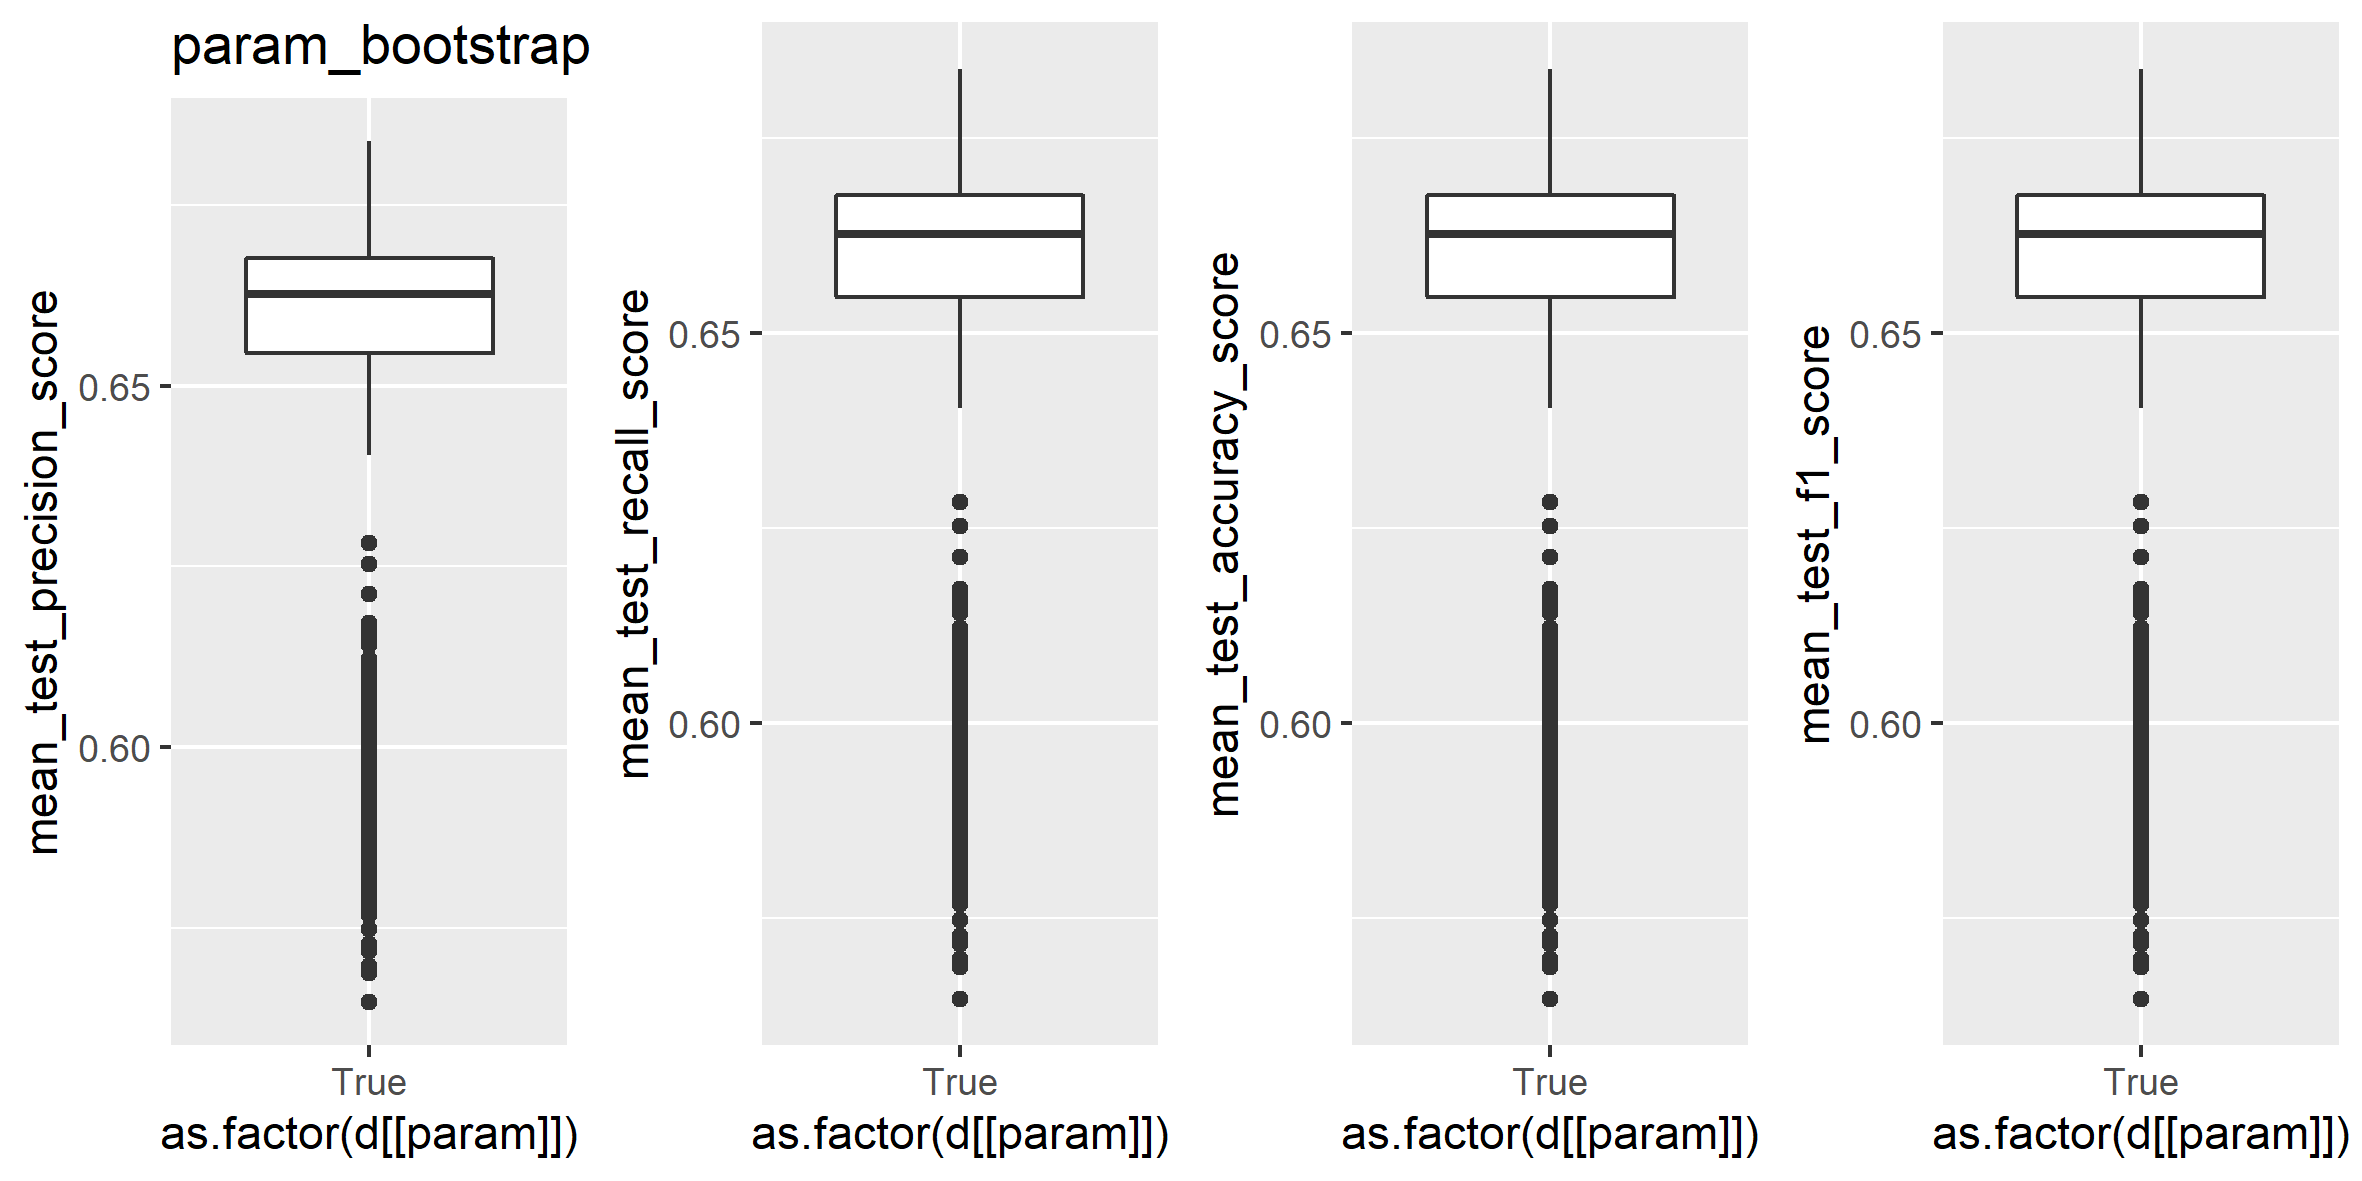 param_bootstrap
mean_test_precision_score
0.65
0.60
True
as.factor(d[[param]])
mean_test_recall_score
0.65
0.60
True
as.factor(d[[param]])
mean_test_accuracy_score
0.65
0.60
True
as.factor(d[[param]])
mean_test_f1_score
0.65
0.60
True
as.factor(d[[param]])